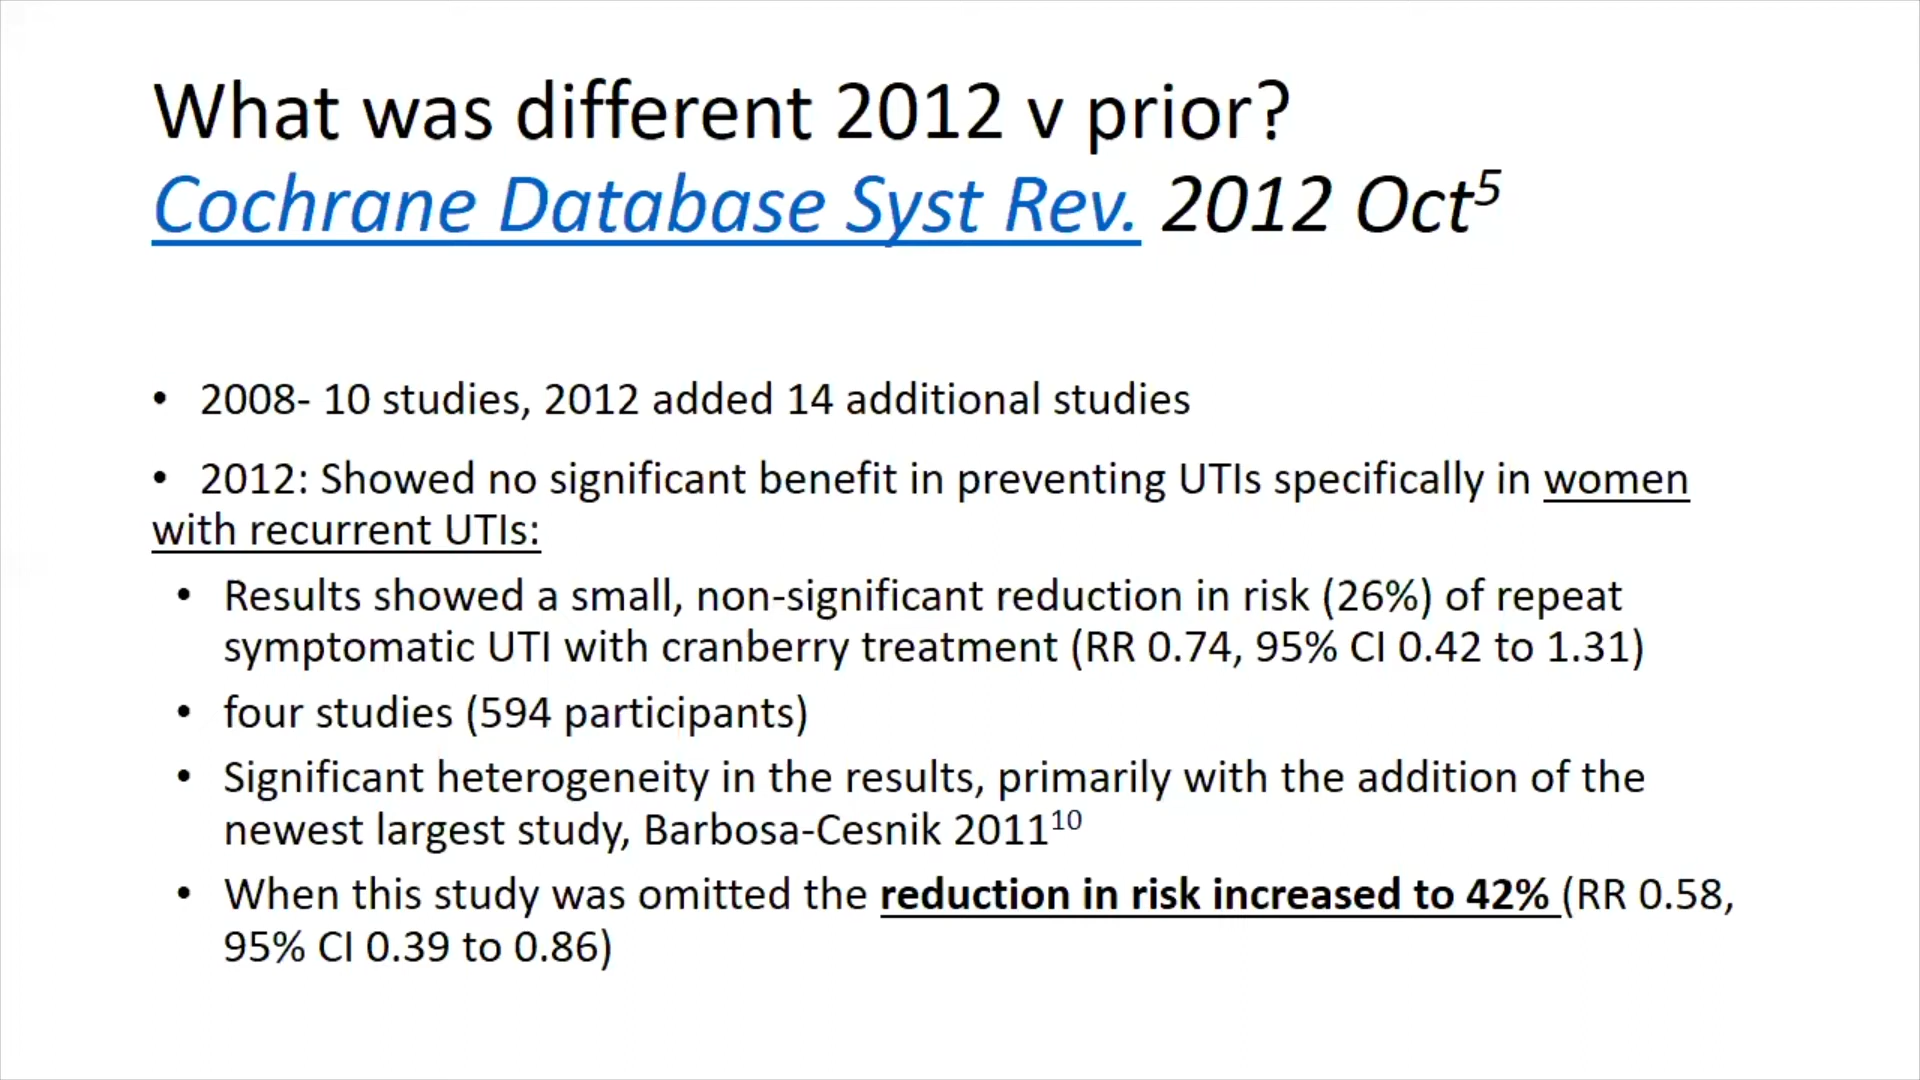 What was different 2012 v prior?
Cochrane Database Syst Rev. 2012 Oct⁵
• 2008- 10 studies, 2012 added 14 additional studies
• 2012: Showed no significant benefit in preventing UTIs specifically in women
with recurrent UTIs:
• Results showed a small, non-significant reduction in risk (26%) of repeat
symptomatic UTI with cranberry treatment (RR 0.74, 95% CI 0.42 to 1.31)
• four studies (594 participants)
• Significant heterogeneity in the results, primarily with the addition of the
newest largest study, Barbosa-Cesnik 2011¹⁰
• When this study was omitted the reduction in risk increased to 42% (RR 0.58,
95% CI 0.39 to 0.86)